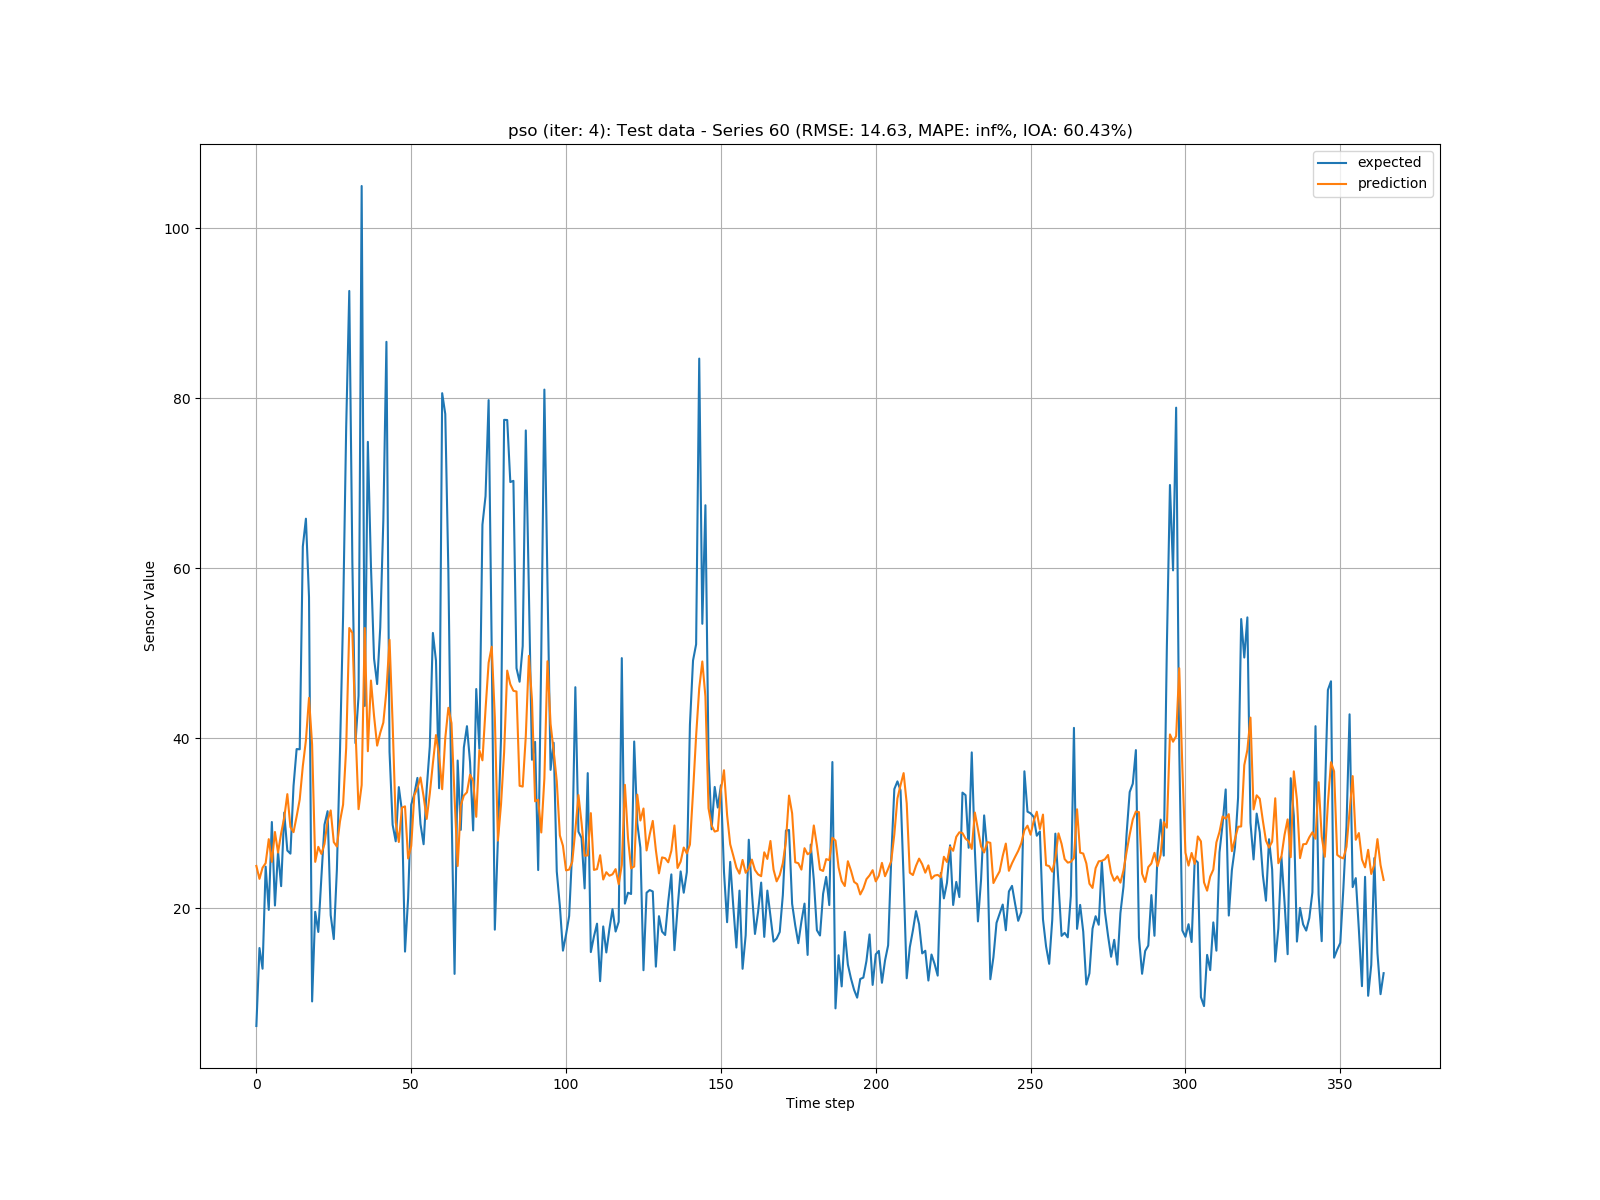 pso (iter: 4): Test data - Series 60 (RMSE: 14.63, MAPE: inf%, IOA: 60.43%)
expected
prediction
100
80
60
40
20
Sensor Value
0 50 100 150 200 250 300 350
Time step